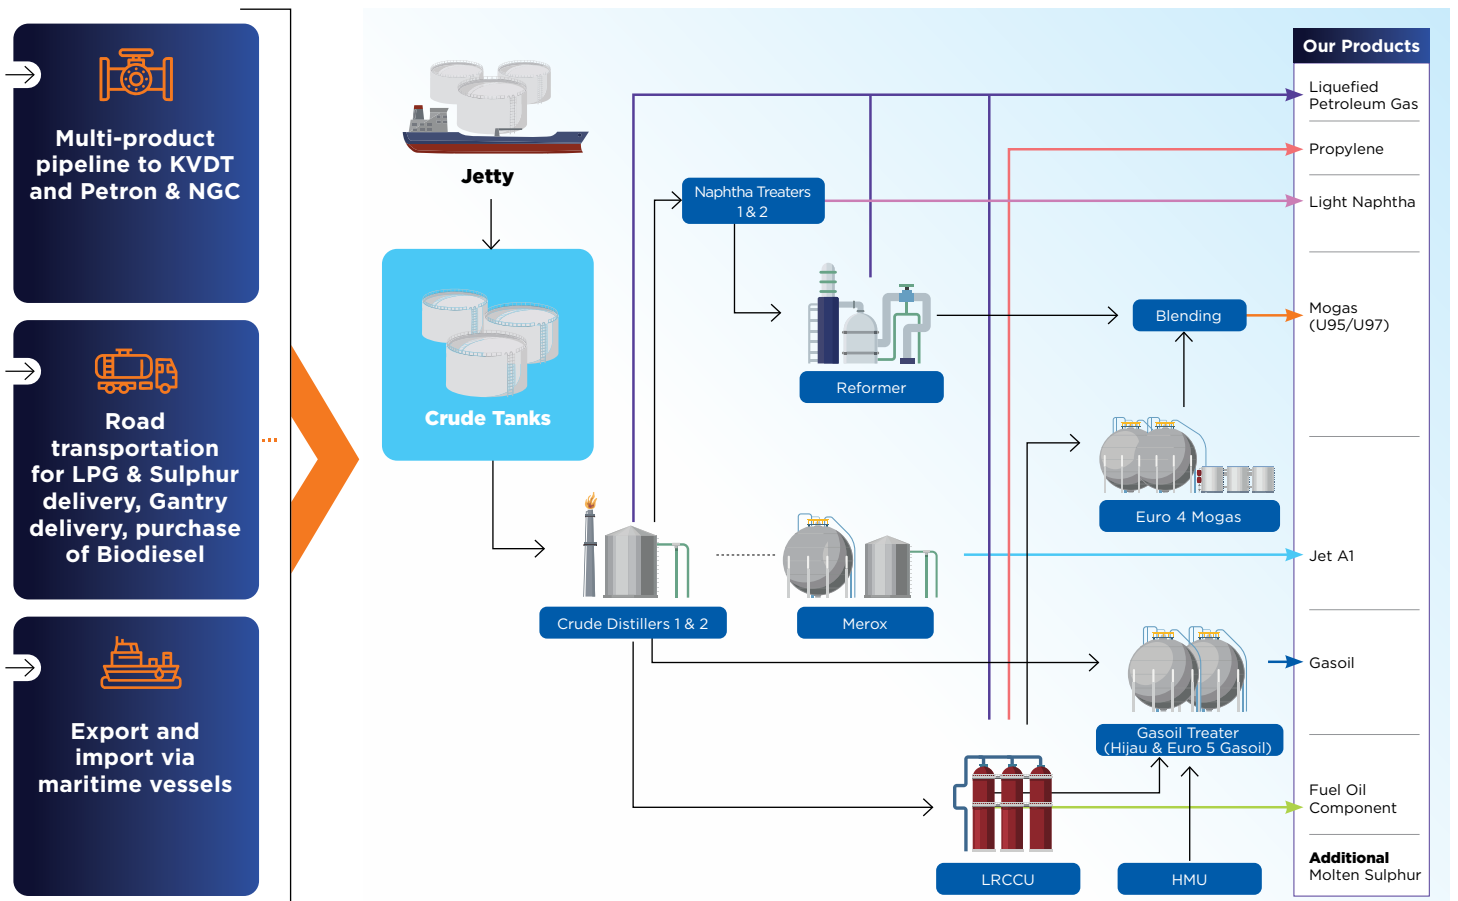 Multi-product
pipeline to KVDT
and Petron & NGC
Road
transportation
for LPG & Sulphur
delivery, Gantry
delivery, purchase
of Biodiesel
Export and
import via
maritime vessels
Jetty
Crude Tanks
Naphtha Treaters
1 & 2
Reformer
Blending
Euro 4 Mogas
Crude Distillers 1 & 2
Merox
Gasoil Treater
(Hijau & Euro 5 Gasoil)
LRCCU
HMU
Our Products
Liquefied
Petroleum Gas
Propylene
Light Naphtha
Mogas
(U95/U97)
Jet A1
Gasoil
Fuel Oil
Component
Additional
Molten Sulphur